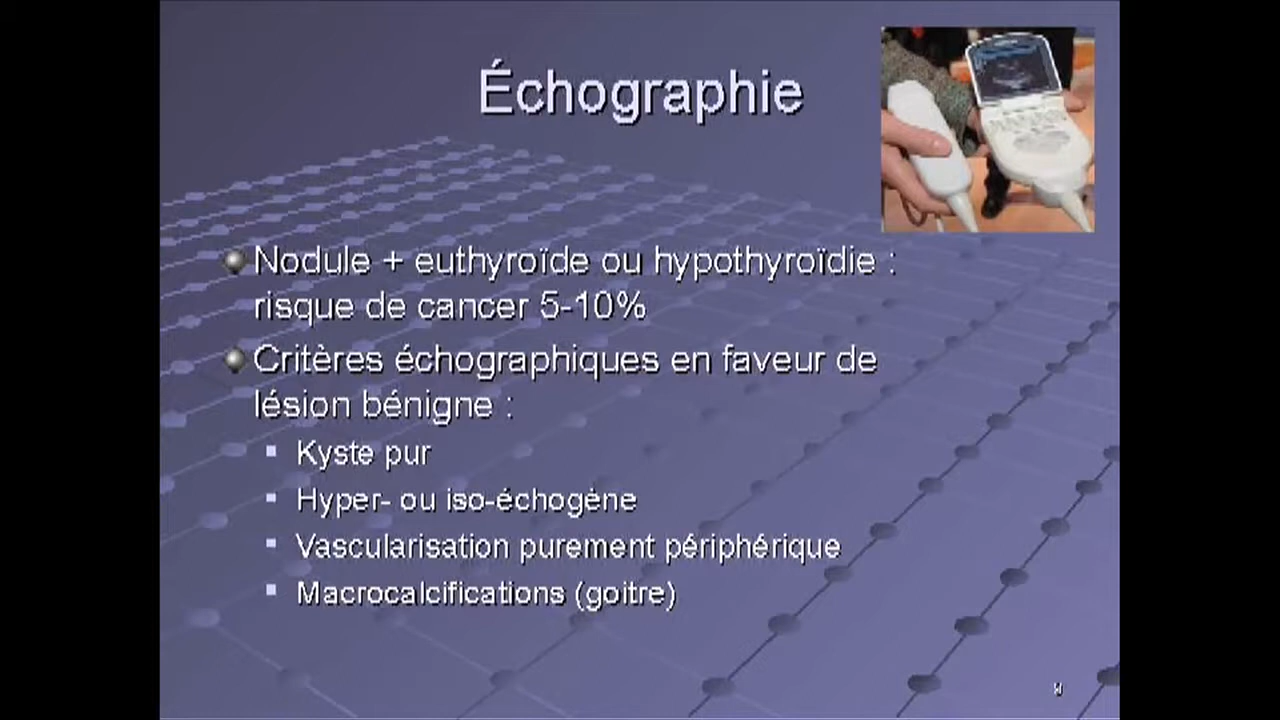 Échographie
Nodule + euthyroïde ou hypothyroïdie :
risque de cancer 5-10%
Critères échographiques en faveur de
lésion bénigne :
Kyste pur
Hyper- ou iso-échogène
Vascularisation purement périphérique
Macrocalcifications (goitre)